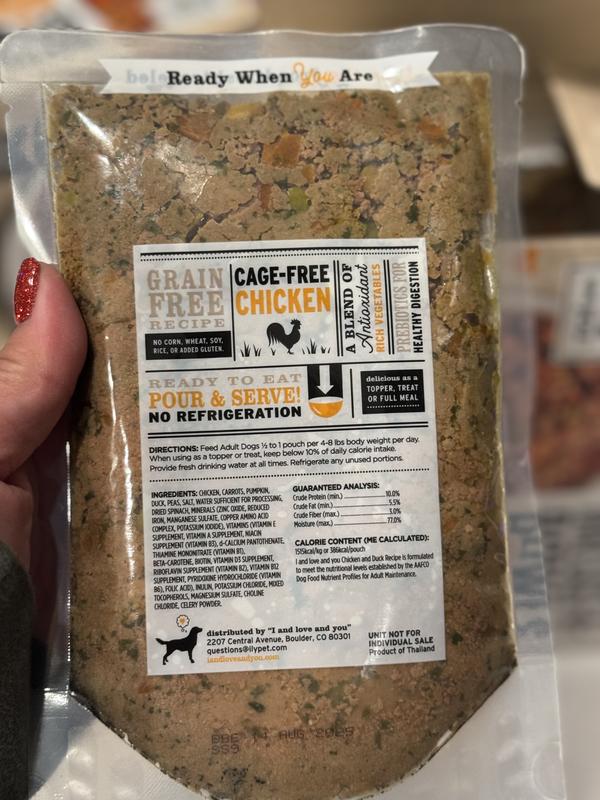 Ready When You Are
GRAIN
FREE
RECIPE
NO CORN, WHEAT, SOY,
RICE, OR ADDED GLUTEN.
CAGE-FREE
CHICKEN
A BLEND OF
Antioxidant
RICH VEGETABLES
PREBIOTICS FOR
HEALTHY DIGESTION
READY TO EAT
POUR & SERVE!
NO REFRIGERATION
delicious as a
TOPPER, TREAT
OR FULL MEAL
DIRECTIONS: Feed Adult Dogs ½ to 1 pouch per 4-8 lbs body weight per day.
When using as a topper or treat, keep below 10% of daily calorie intake.
Provide fresh drinking water at all times. Refrigerate any unused portions.
INGREDIENTS: CHICKEN, CARROTS, PUMPKIN,
DUCK, PEAS, SALT, WATER SUFFICIENT FOR PROCESSING,
DRIED SPINACH, MINERALS (ZINC OXIDE, REDUCED
IRON, MANGANESE SULFATE, COPPER AMINO ACID
COMPLEX, POTASSIUM IODIDE), VITAMINS (VITAMIN E
SUPPLEMENT, VITAMIN A SUPPLEMENT, NIACIN
SUPPLEMENT (VITAMIN B3), d-CALCIUM PANTOTHENATE,
THIAMINE MONONITRATE (VITAMIN B1),
BETA-CAROTENE, BIOTIN, VITAMIN D3 SUPPLEMENT,
RIBOFLAVIN SUPPLEMENT (VITAMIN B2), VITAMIN B12
SUPPLEMENT, PYRIDOXINE HYDROCHLORIDE (VITAMIN
B6), FOLIC ACID), INULIN, POTASSIUM CHLORIDE, MIXED
TOCOPHEROLS, MAGNESIUM SULFATE, CHOLINE
CHLORIDE, CELERY POWDER.
GUARANTEED ANALYSIS:
Crude Protein (min.) 10.0%
Crude Fat (min.) 5.5%
Crude Fiber (max.) 3.0%
Moisture (max.) 77.0%
CALORIE CONTENT (ME CALCULATED):
1515kcal/kg or 386kcal/pouch
I and love and you Chicken and Duck Recipe is formulated
to meet the nutritional levels established by the AAFCO
Dog Food Nutrient Profiles for Adult Maintenance.
distributed by "I and love and you"
2207 Central Avenue, Boulder, CO 80301
questions@ilypet.com
iandloveandyou.com
UNIT NOT FOR
INDIVIDUAL SALE
Product of Thailand